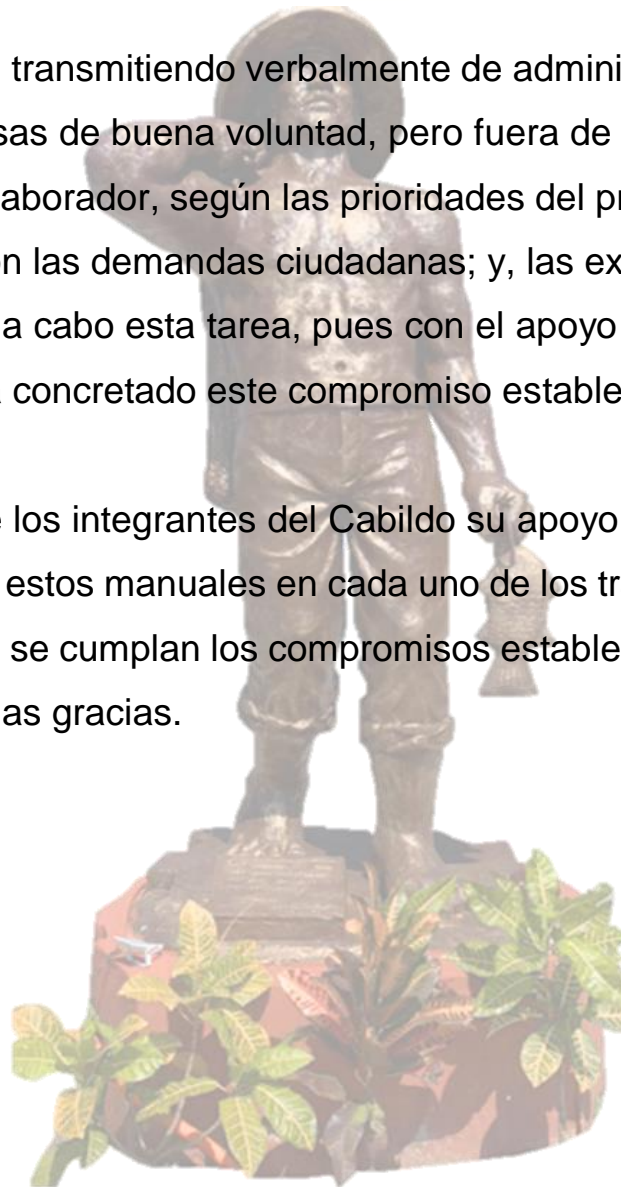 transmitiendo verbalmente de admini
sas de buena voluntad, pero fuera de
aborador, según las prioridades del pr
n las demandas ciudadanas; y, las ex
a cabo esta tarea, pues con el apoyo
concretado este compromiso estable
e los integrantes del Cabildo su apoyo
estos manuales en cada uno de los tr
se cumplan los compromisos estable
as gracias.